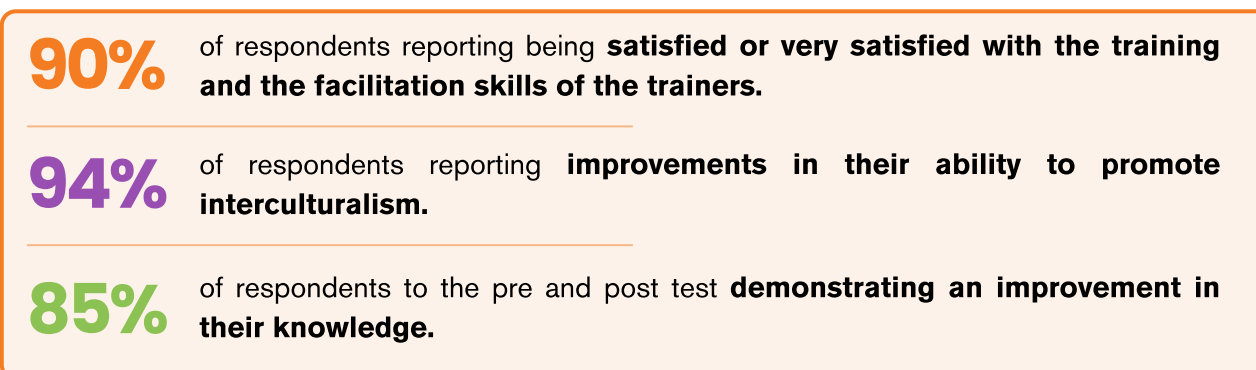 90%
of respondents reporting being satisfied or very satisfied with the training
and the facilitation skills of the trainers.
94%
of respondents reporting improvements in their ability to promote
interculturalism.
85%
of respondents to the pre and post test demonstrating an improvement in
their knowledge.